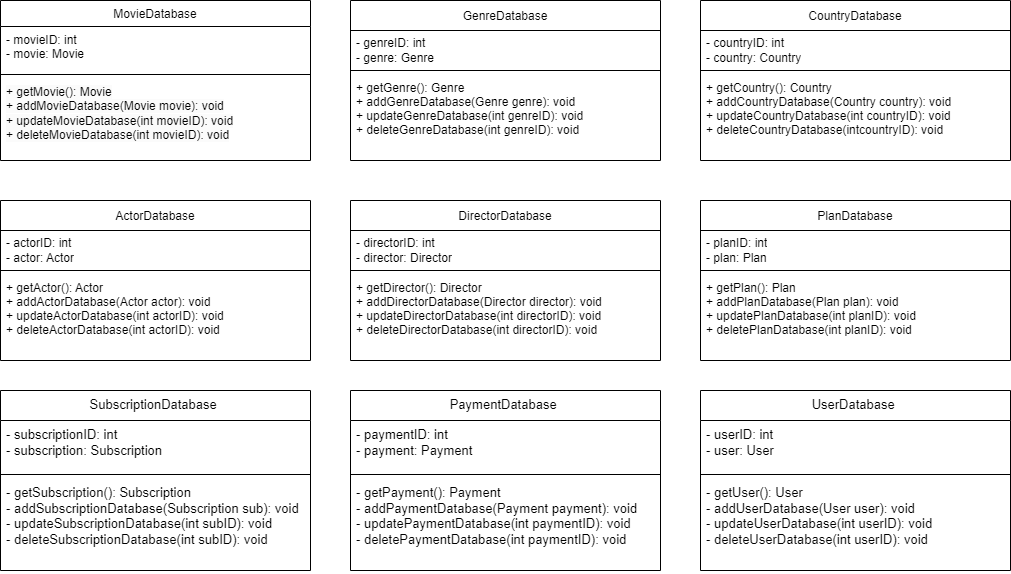 MovieDatabase
- movieID: int
- movie: Movie
+ getMovie(): Movie
+ addMovieDatabase(Movie movie): void
+ updateMovieDatabase(int movieID): void
+ deleteMovieDatabase(int movieID): void
GenreDatabase
- genreID: int
- genre: Genre
+ getGenre(): Genre
+ addGenreDatabase(Genre genre): void
+ updateGenreDatabase(int genreID): void
+ deleteGenreDatabase(int genreID): void
CountryDatabase
- countryID: int
- country: Country
+ getCountry(): Country
+ addCountryDatabase(Country country): void
+ updateCountryDatabase(int countryID): void
+ deleteCountryDatabase(intcountryID): void
ActorDatabase
- actorID: int
- actor: Actor
+ getActor(): Actor
+ addActorDatabase(Actor actor): void
+ updateActorDatabase(int actorID): void
+ deleteActorDatabase(int actorID): void
DirectorDatabase
- directorID: int
- director: Director
+ getDirector(): Director
+ addDirectorDatabase(Director director): void
+ updateDirectorDatabase(int directorID): void
+ deleteDirectorDatabase(int directorID): void
PlanDatabase
- planID: int
- plan: Plan
+ getPlan(): Plan
+ addPlanDatabase(Plan plan): void
+ updatePlanDatabase(int planID): void
+ deletePlanDatabase(int planID): void
SubscriptionDatabase
- subscriptionID: int
- subscription: Subscription
- getSubscription(): Subscription
- addSubscriptionDatabase(Subscription sub): void
- updateSubscriptionDatabase(int subID): void
- deleteSubscriptionDatabase(int subID): void
PaymentDatabase
- paymentID: int
- payment: Payment
- getPayment(): Payment
- addPaymentDatabase(Payment payment): void
- updatePaymentDatabase(int paymentID): void
- deletePaymentDatabase(int paymentID): void
UserDatabase
- userID: int
- user: User
- getUser(): User
- addUserDatabase(User user): void
- updateUserDatabase(int userID): void
- deleteUserDatabase(int userID): void